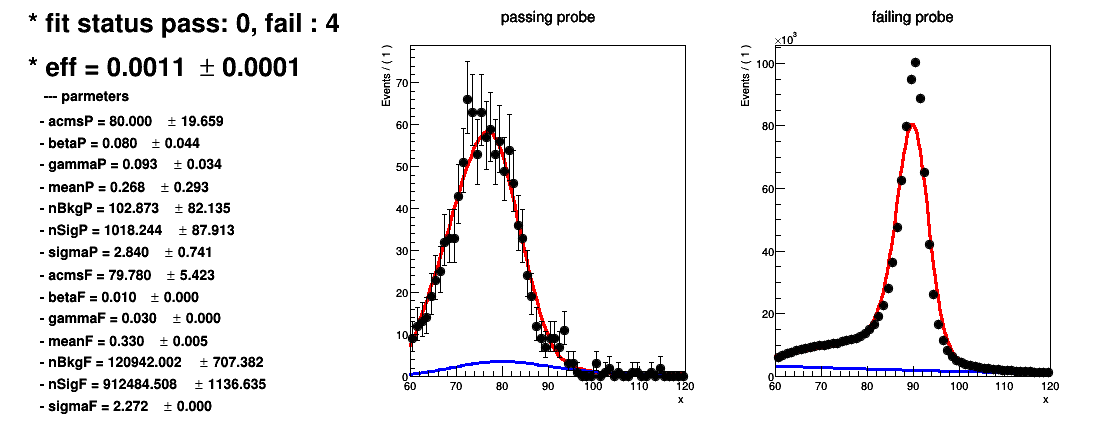 * fit status pass: 0, fail : 4
* eff = 0.0011 ± 0.0001
--- parmeters
- acmsP = 80.000 ± 19.659
- betaP = 0.080 ± 0.044
- gammaP = 0.093 ± 0.034
- meanP = 0.268 ± 0.293
- nBkgP = 102.873 ± 82.135
- nSigP = 1018.244 ± 87.913
- sigmaP = 2.840 ± 0.741
- acmsF = 79.780 ± 5.423
- betaF = 0.010 ± 0.000
- gammaF = 0.030 ± 0.000
- meanF = 0.330 ± 0.005
- nBkgF = 120942.002 ± 707.382
- nSigF = 912484.508 ± 1136.635
- sigmaF = 2.272 ± 0.000
passing probe
Events / ( 1 )
70
60
50
40
30
20
10
0
60 70 80 90 100 110 120
x
failing probe
×10³
Events / ( 1 )
100
80
60
40
20
0
60 70 80 90 100 110 120
x